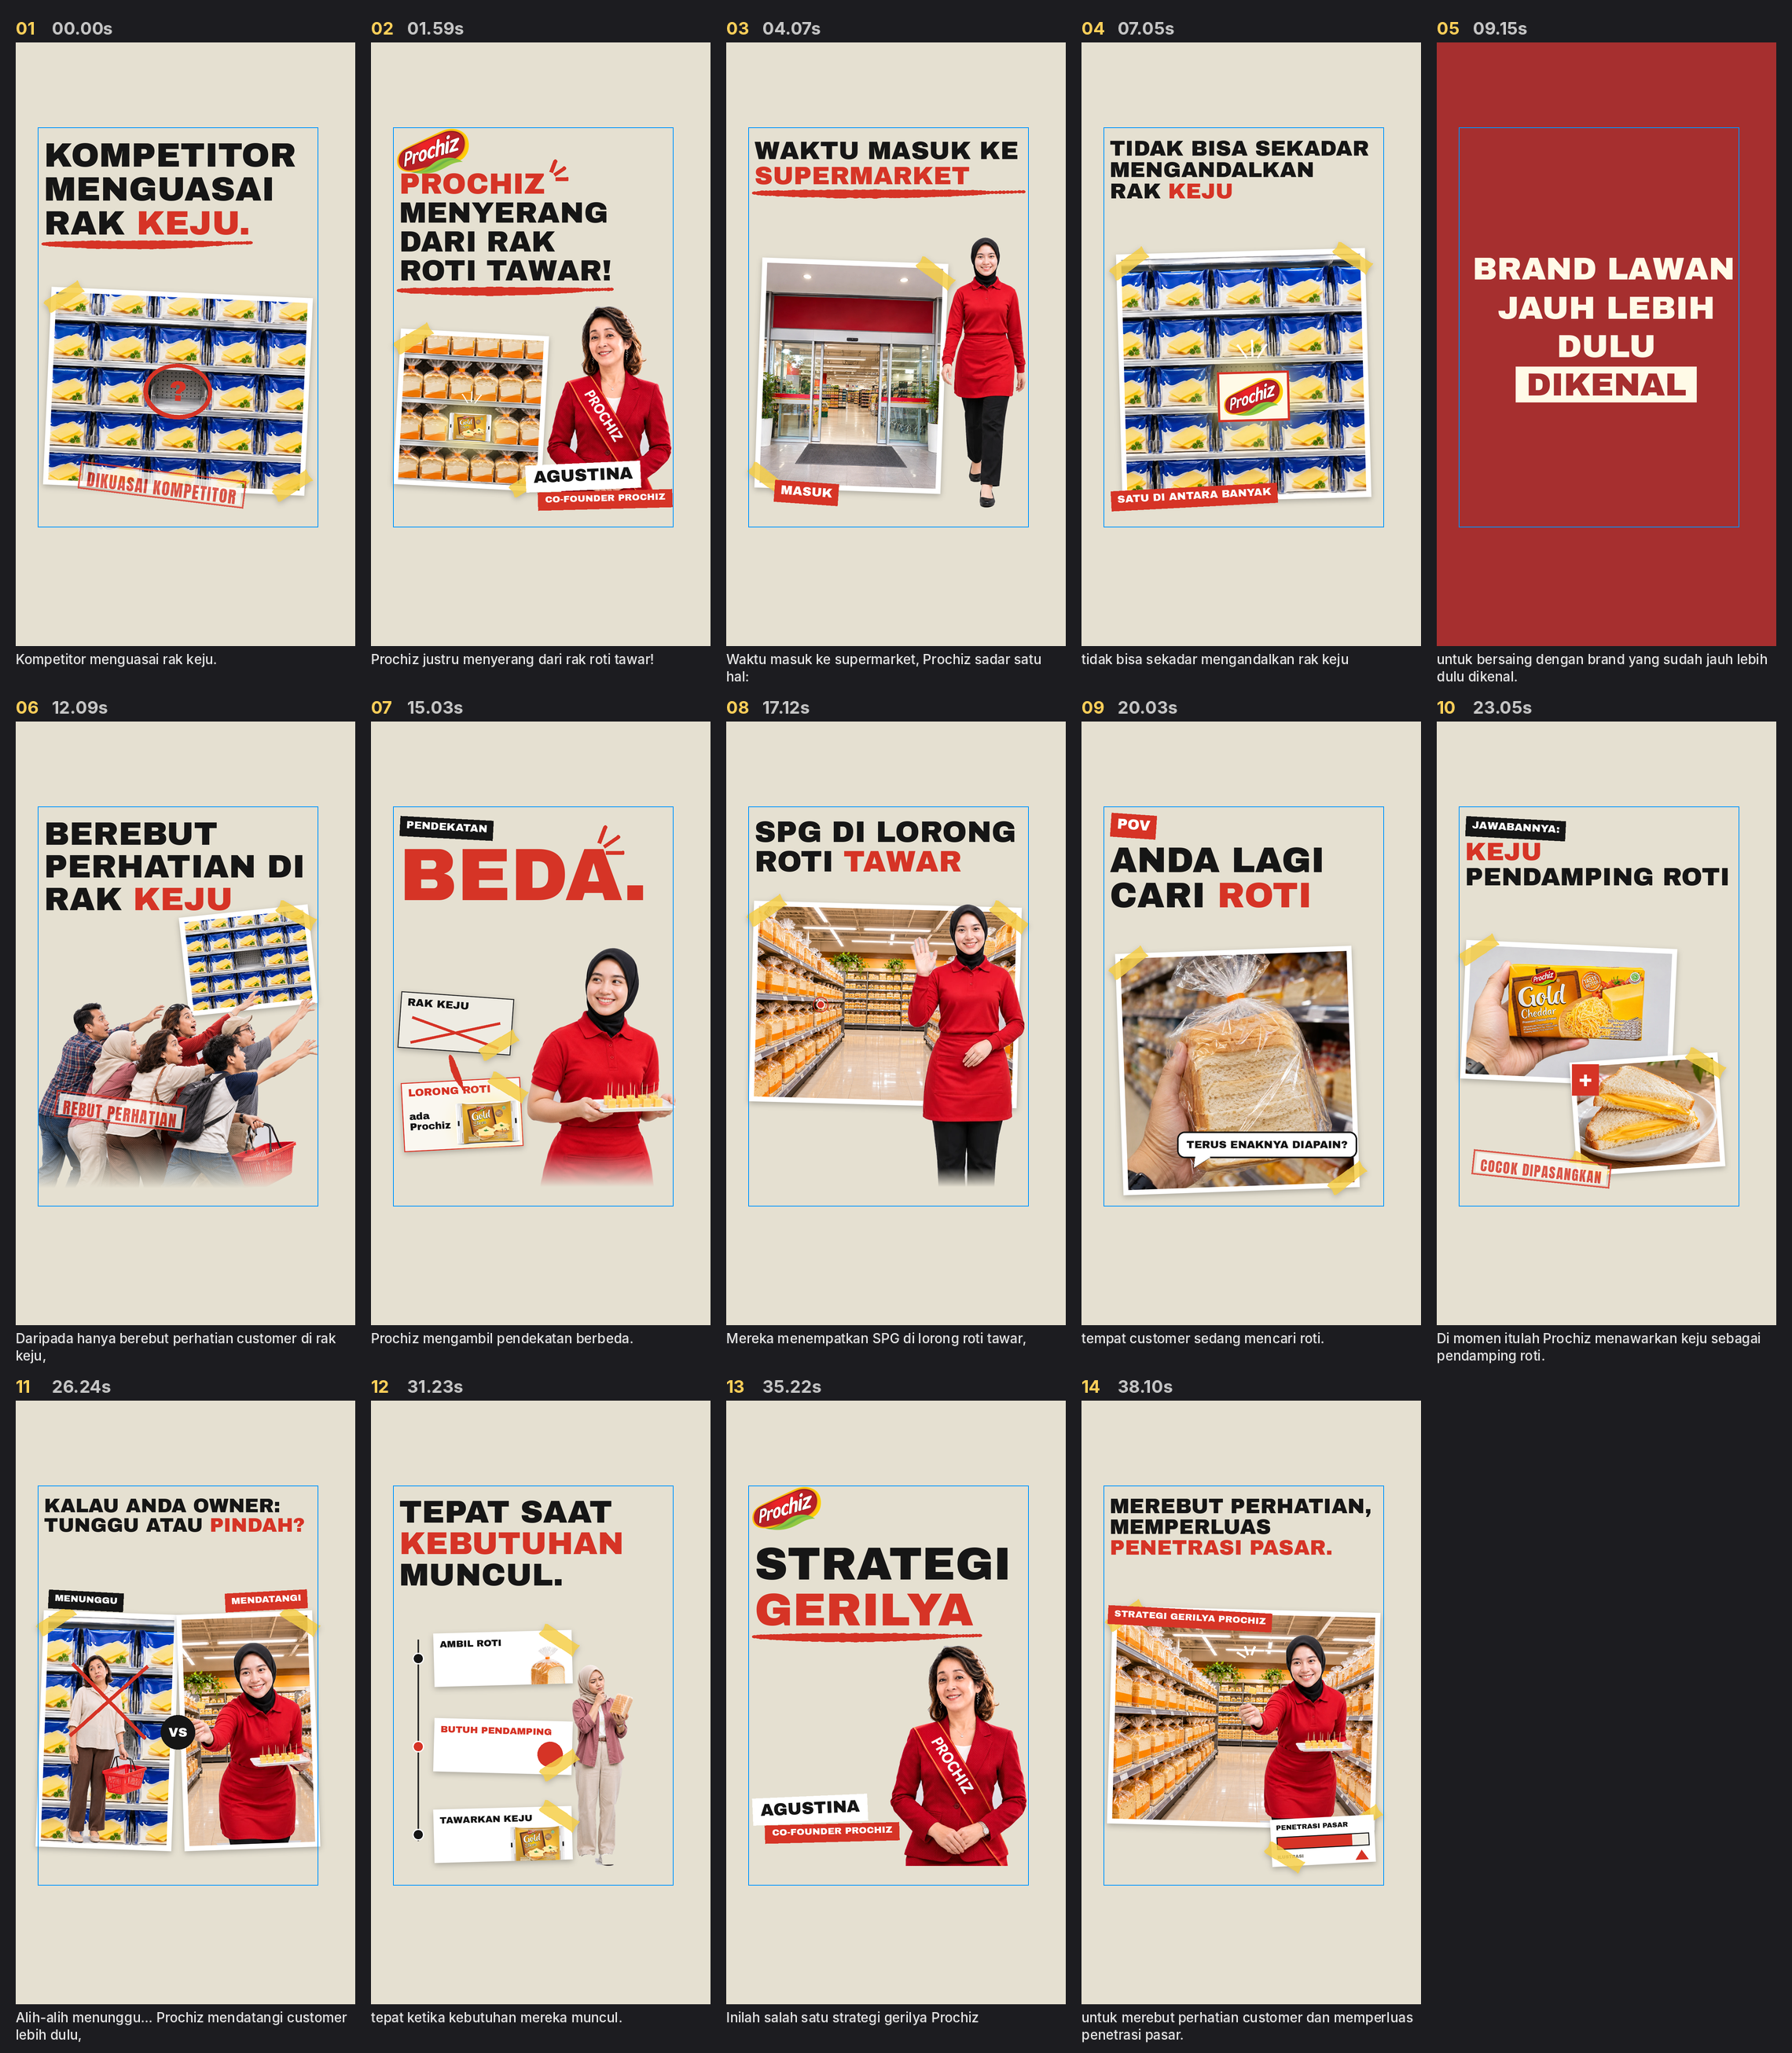 01 00.00s
KOMPETITOR
MENGUASAI
RAK KEJU.
?
DIKUASAI KOMPETITOR
Kompetitor menguasai rak keju.
02 01.59s
Prochiz
PROCHIZ
MENYERANG
DARI RAK
ROTI TAWAR!
Gold
PROCHIZ
AGUSTINA
CO-FOUNDER PROCHIZ
Prochiz justru menyerang dari rak roti tawar!
03 04.07s
WAKTU MASUK KE
SUPERMARKET
MASUK
Waktu masuk ke supermarket, Prochiz sadar satu
hal:
04 07.05s
TIDAK BISA SEKADAR
MENGANDALKAN
RAK KEJU
Prochiz
SATU DI ANTARA BANYAK
tidak bisa sekadar mengandalkan rak keju
05 09.15s
BRAND LAWAN
JAUH LEBIH
DULU
DIKENAL
untuk bersaing dengan brand yang sudah jauh lebih
dulu dikenal.
06 12.09s
BEREBUT
PERHATIAN DI
RAK KEJU
REBUT PERHATIAN
Daripada hanya berebut perhatian customer di rak
keju,
07 15.03s
PENDEKATAN
BEDA.
RAK KEJU
LORONG ROTI
ada
Prochiz
Gold
Prochiz mengambil pendekatan berbeda.
08 17.12s
SPG DI LORONG
ROTI TAWAR
Mereka menempatkan SPG di lorong roti tawar,
09 20.03s
POV
ANDA LAGI
CARI ROTI
TERUS ENAKNYA DIAPAIN?
tempat customer sedang mencari roti.
10 23.05s
JAWABANNYA:
KEJU
PENDAMPING ROTI
Prochiz
Gold
Cheddar
+
COCOK DIPASANGKAN
Di momen itulah Prochiz menawarkan keju sebagai
pendamping roti.
11 26.24s
KALAU ANDA OWNER:
TUNGGU ATAU PINDAH?
MENUNGGU
MENDATANGI
VS
Alih-alih menunggu... Prochiz mendatangi customer
lebih dulu,
12 31.23s
TEPAT SAAT
KEBUTUHAN
MUNCUL.
AMBIL ROTI
BUTUH PENDAMPING
TAWARKAN KEJU
Gold
tepat ketika kebutuhan mereka muncul.
13 35.22s
Prochiz
STRATEGI
GERILYA
PROCHIZ
AGUSTINA
CO-FOUNDER PROCHIZ
Inilah salah satu strategi gerilya Prochiz
14 38.10s
MEREBUT PERHATIAN,
MEMPERLUAS
PENETRASI PASAR.
STRATEGI GERILYA PROCHIZ
PENETRASI PASAR
untuk merebut perhatian customer dan memperluas
penetrasi pasar.